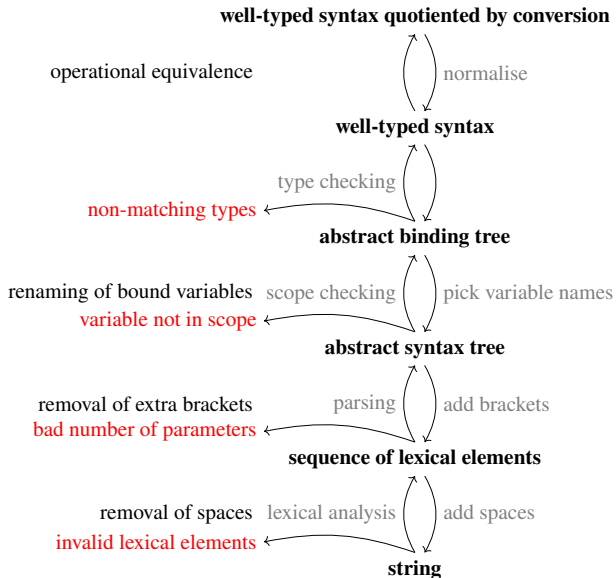 well-typed syntax quotiented by conversion
operational equivalence normalise
well-typed syntax
type checking
non-matching types
abstract binding tree
renaming of bound variables scope checking pick variable names
variable not in scope
abstract syntax tree
removal of extra brackets parsing add brackets
bad number of parameters
sequence of lexical elements
removal of spaces lexical analysis add spaces
invalid lexical elements
string